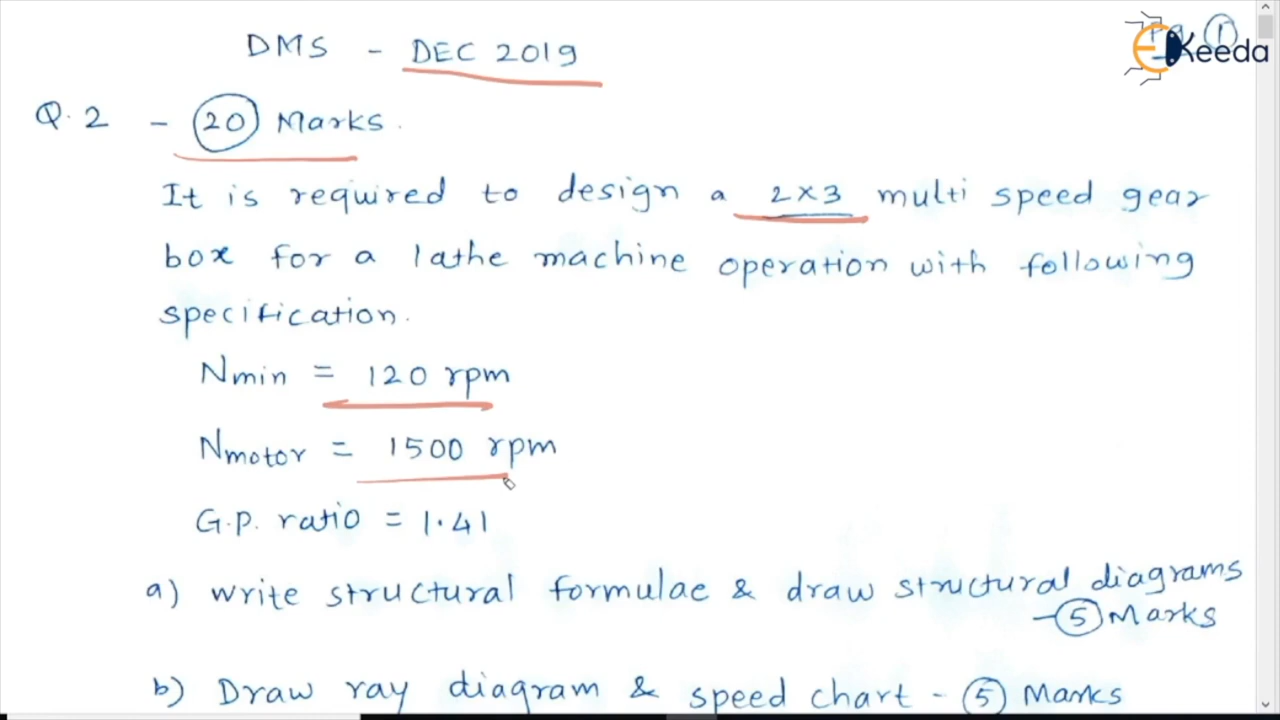 DMS - DEC 2019
Keeda
Q.2 - 20 Marks.
It is required to design a 2x3 multi speed gear
box for a lathe machine operation with following
specification.
Nmin = 120 rpm
Nmotor = 1500 rpm
G.P. ratio = 1.41
a) write structural formulae & draw structural diagrams
- 5 Marks
b) Draw ray diagram & speed chart - 5 Marks